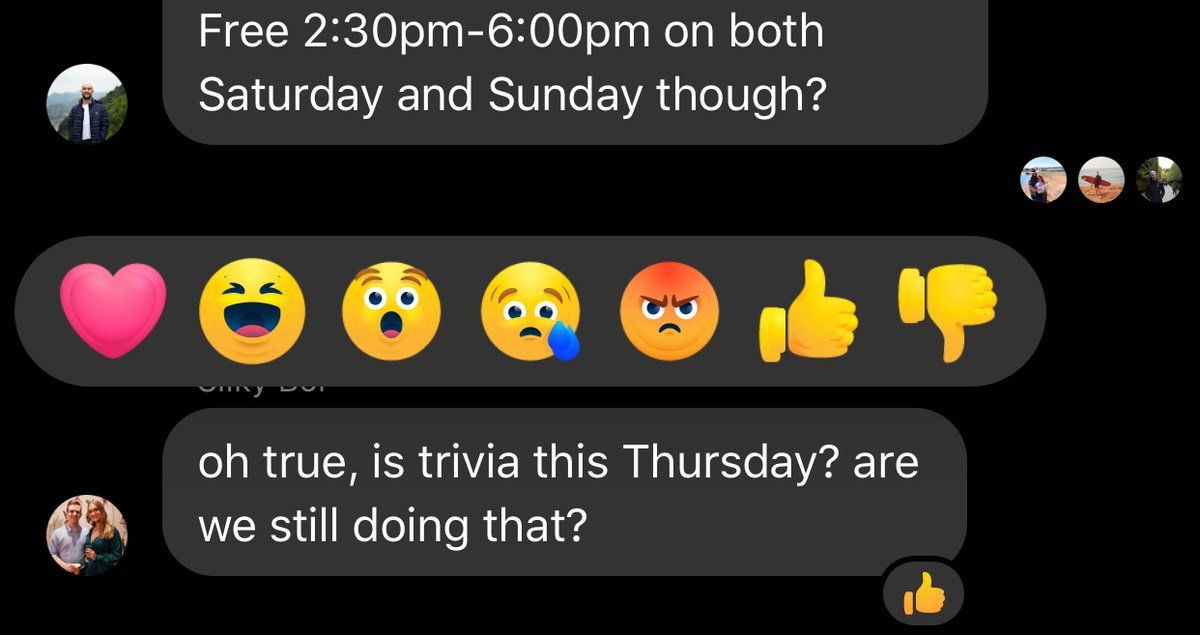 Free 2:30pm-6:00pm on both
Saturday and Sunday though?
oh true, is trivia this Thursday? are
we still doing that?